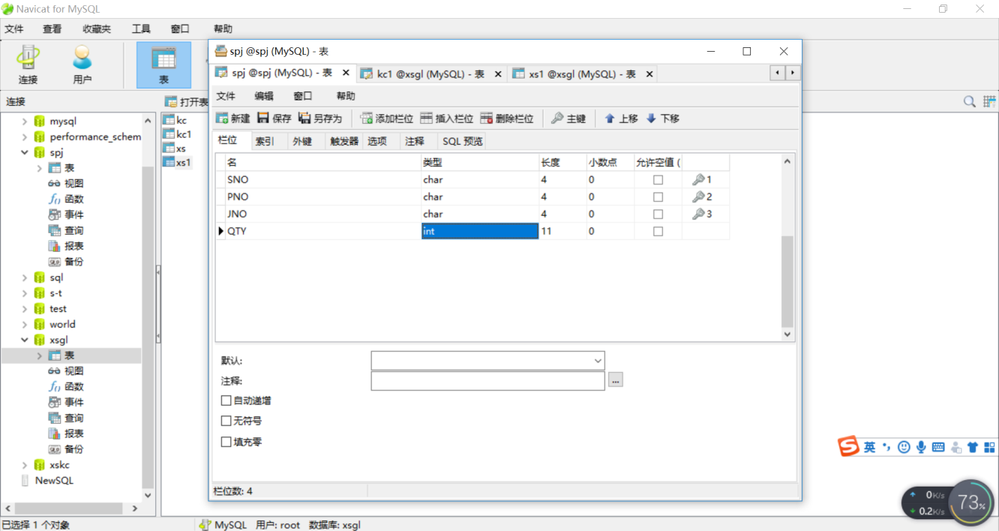 Navicat for MySQL
文件 查看 收藏夹 工具 窗口 帮助
连接 用户 表
连接
打开表
mysql
performance_schem
spj
表
视图
函数
事件
查询
报表
备份
sql
s-t
test
world
xsgl
表
视图
函数
事件
查询
报表
备份
xskc
NewSQL
kc
kc1
xs
xs1
spj @spj (MySQL) - 表
spj @spj (MySQL) - 表 kc1 @xsgl (MySQL) - 表 xs1 @xsgl (MySQL) - 表
文件 编辑 窗口 帮助
新建 保存 另存为 添加栏位 插入栏位 删除栏位 主键 上移 下移
栏位 索引 外键 触发器 选项 注释 SQL 预览
名 类型 长度 小数点 允许空值 (
SNO char 4 0 1
PNO char 4 0 2
JNO char 4 0 3
QTY int 11 0
默认:
注释:
...
自动递增
无符号
填充零
栏位数: 4
S 英
0K/s
0.2K/s
73%
已选择 1 个对象 MySQL 用户: root 数据库: xsgl